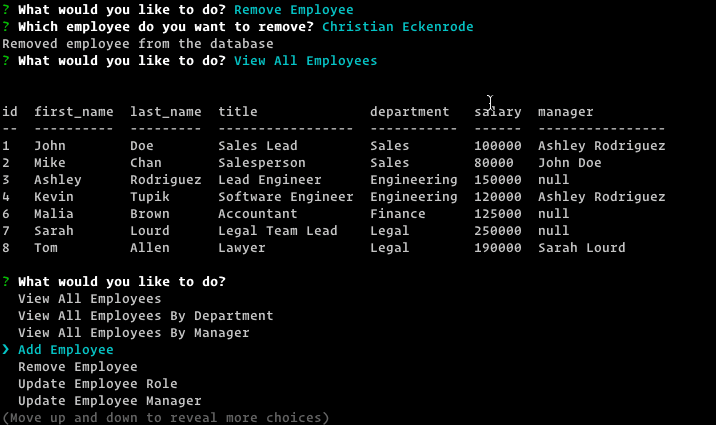 ? What would you like to do? Remove Employee
? Which employee do you want to remove? Christian Eckenrode
Removed employee from the database
? What would you like to do? View All Employees
id  first_name  last_name  title              department   salary  manager
--  ----------  ---------  -----------------  -----------  ------  ----------------
1   John        Doe        Sales Lead         Sales        100000  Ashley Rodriguez
2   Mike        Chan       Salesperson        Sales        80000   John Doe
3   Ashley      Rodriguez  Lead Engineer      Engineering  150000  null
4   Kevin       Tupik      Software Engineer  Engineering  120000  Ashley Rodriguez
6   Malia       Brown      Accountant         Finance      125000  null
7   Sarah       Lourd      Legal Team Lead    Legal        250000  null
8   Tom         Allen      Lawyer             Legal        190000  Sarah Lourd
? What would you like to do?
  View All Employees
  View All Employees By Department
  View All Employees By Manager
❯ Add Employee
  Remove Employee
  Update Employee Role
  Update Employee Manager
(Move up and down to reveal more choices)